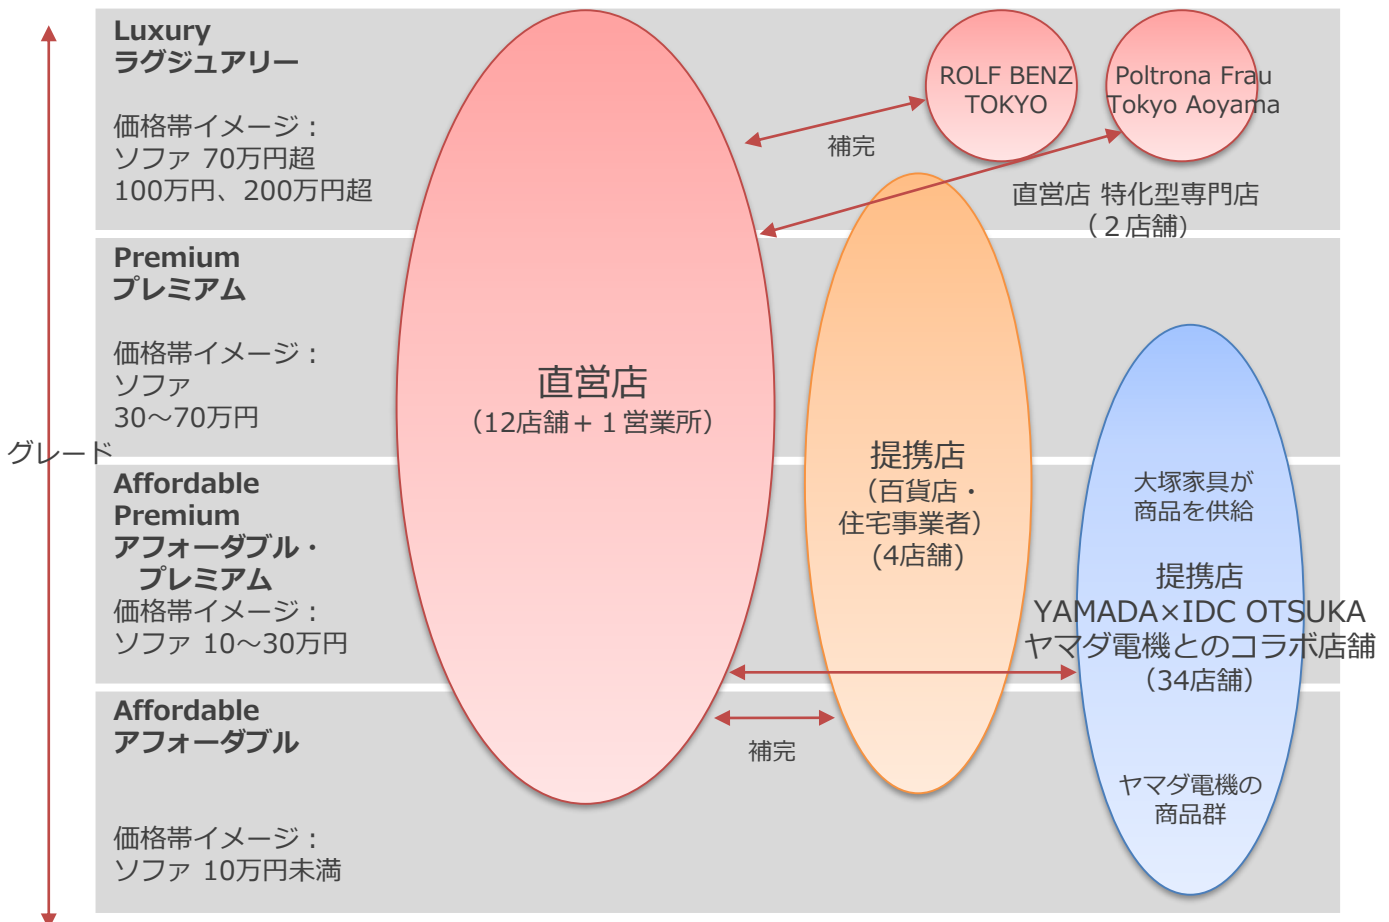 Luxury
ラグジュアリー
価格帯イメージ：
ソファ 70万円超
100万円、200万円超
ROLF BENZ
TOKYO
Poltrona Frau
Tokyo Aoyama
補完
直営店 特化型専門店
（２店舗）
Premium
プレミアム
価格帯イメージ：
ソファ
30～70万円
直営店
（12店舗＋１営業所）
グレード
提携店
（百貨店・
住宅事業者）
(4店舗)
Affordable
Premium
アフォーダブル・
プレミアム
価格帯イメージ：
ソファ 10～30万円
大塚家具が
商品を供給
提携店
YAMADA×IDC OTSUKA
ヤマダ電機とのコラボ店舗
（34店舗）
Affordable
アフォーダブル
価格帯イメージ：
ソファ 10万円未満
補完
ヤマダ電機の
商品群